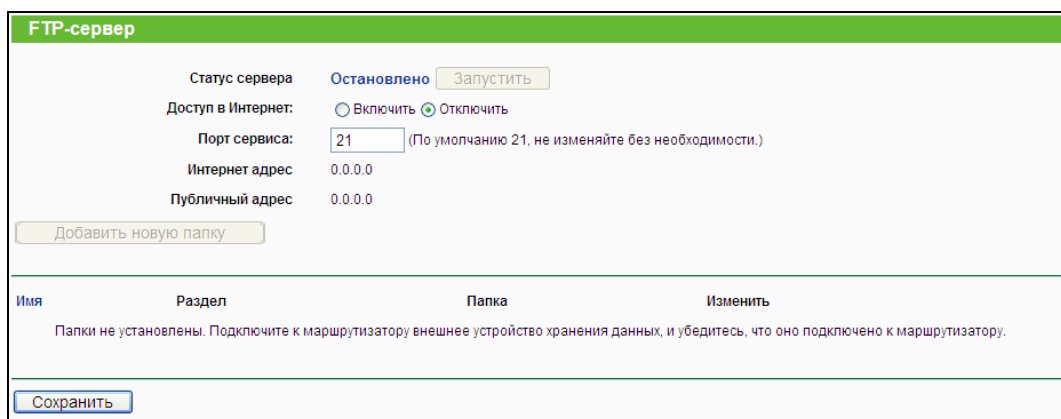 FTP-сервер
Статус сервера Остановлено Запустить
Доступ в Интернет: Включить Отключить
Порт сервиса: 21 (По умолчанию 21, не изменяйте без необходимости.)
Интернет адрес 0.0.0.0
Публичный адрес 0.0.0.0
Добавить новую папку
Имя Раздел Папка Изменить
Папки не установлены. Подключите к маршрутизатору внешнее устройство хранения данных, и убедитесь, что оно подключено к маршрутизатору.
Сохранить